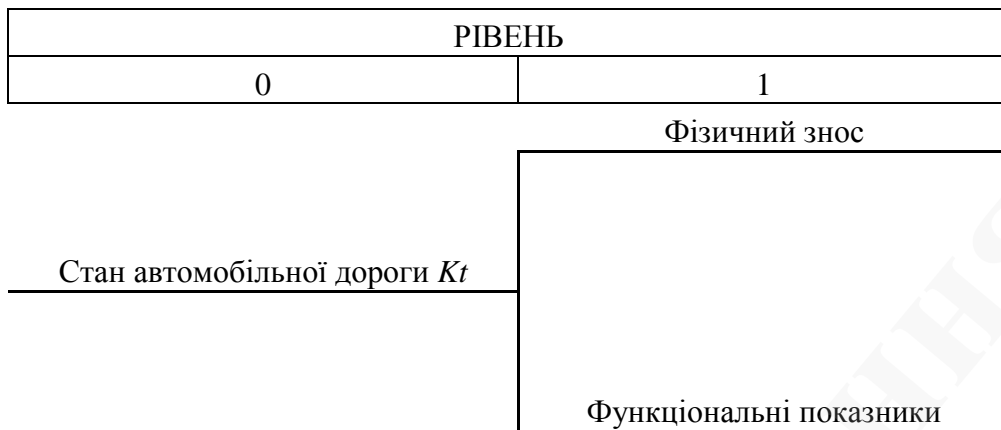 РІВЕНЬ
0 1
Фізичний знос
Стан автомобільної дороги Kt
Функціональні показники